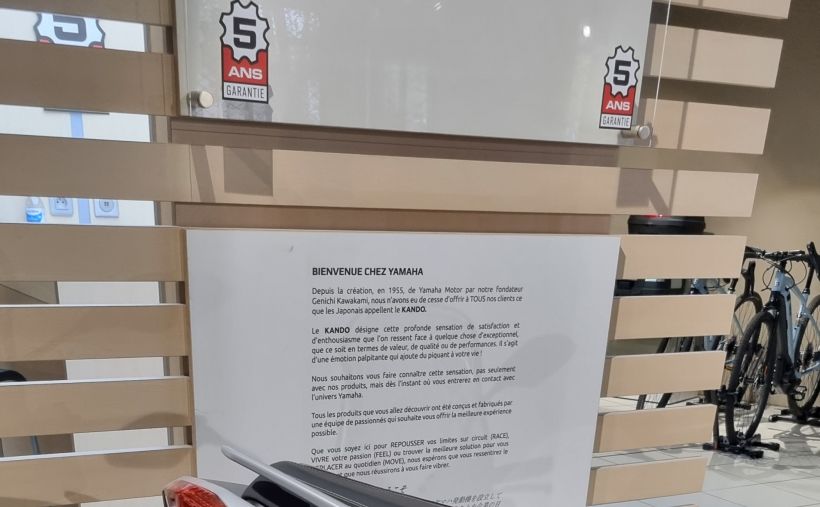 5
ANS
GARANTIE
5
ANS
GARANTIE
5
BIENVENUE CHEZ YAMAHA
Depuis la création, en 1955, de Yamaha Motor par notre fondateur
Genichi Kawakami, nous n'avons eu de cesse d'offrir à TOUS nos clients ce
que les Japonais appellent le KANDO.
Le KANDO désigne cette profonde sensation de satisfaction et
d'enthousiasme que l'on ressent face à quelque chose d'exceptionnel,
que ce soit en termes de valeur, de qualité ou de performances. Il s'agit
d'une émotion palpitante qui ajoute du piquant à votre vie !
Nous souhaitons vous faire connaître cette sensation, pas seulement
avec nos produits, mais dès l'instant où vous entrerez en contact avec
l'univers Yamaha.
Tous les produits que vous allez découvrir ont été conçus et fabriqués par
une équipe de passionnés qui souhaite vous offrir la meilleure expérience
possible.
Que vous soyez ici pour REPOUSSER vos limites sur circuit (RACE),
VIVRE votre passion (FEEL) ou trouver la meilleure solution pour vous
PLACER au quotidien (MOVE), nous espérons que vous ressentirez le
et que nous réussirons à vous faire vibrer.